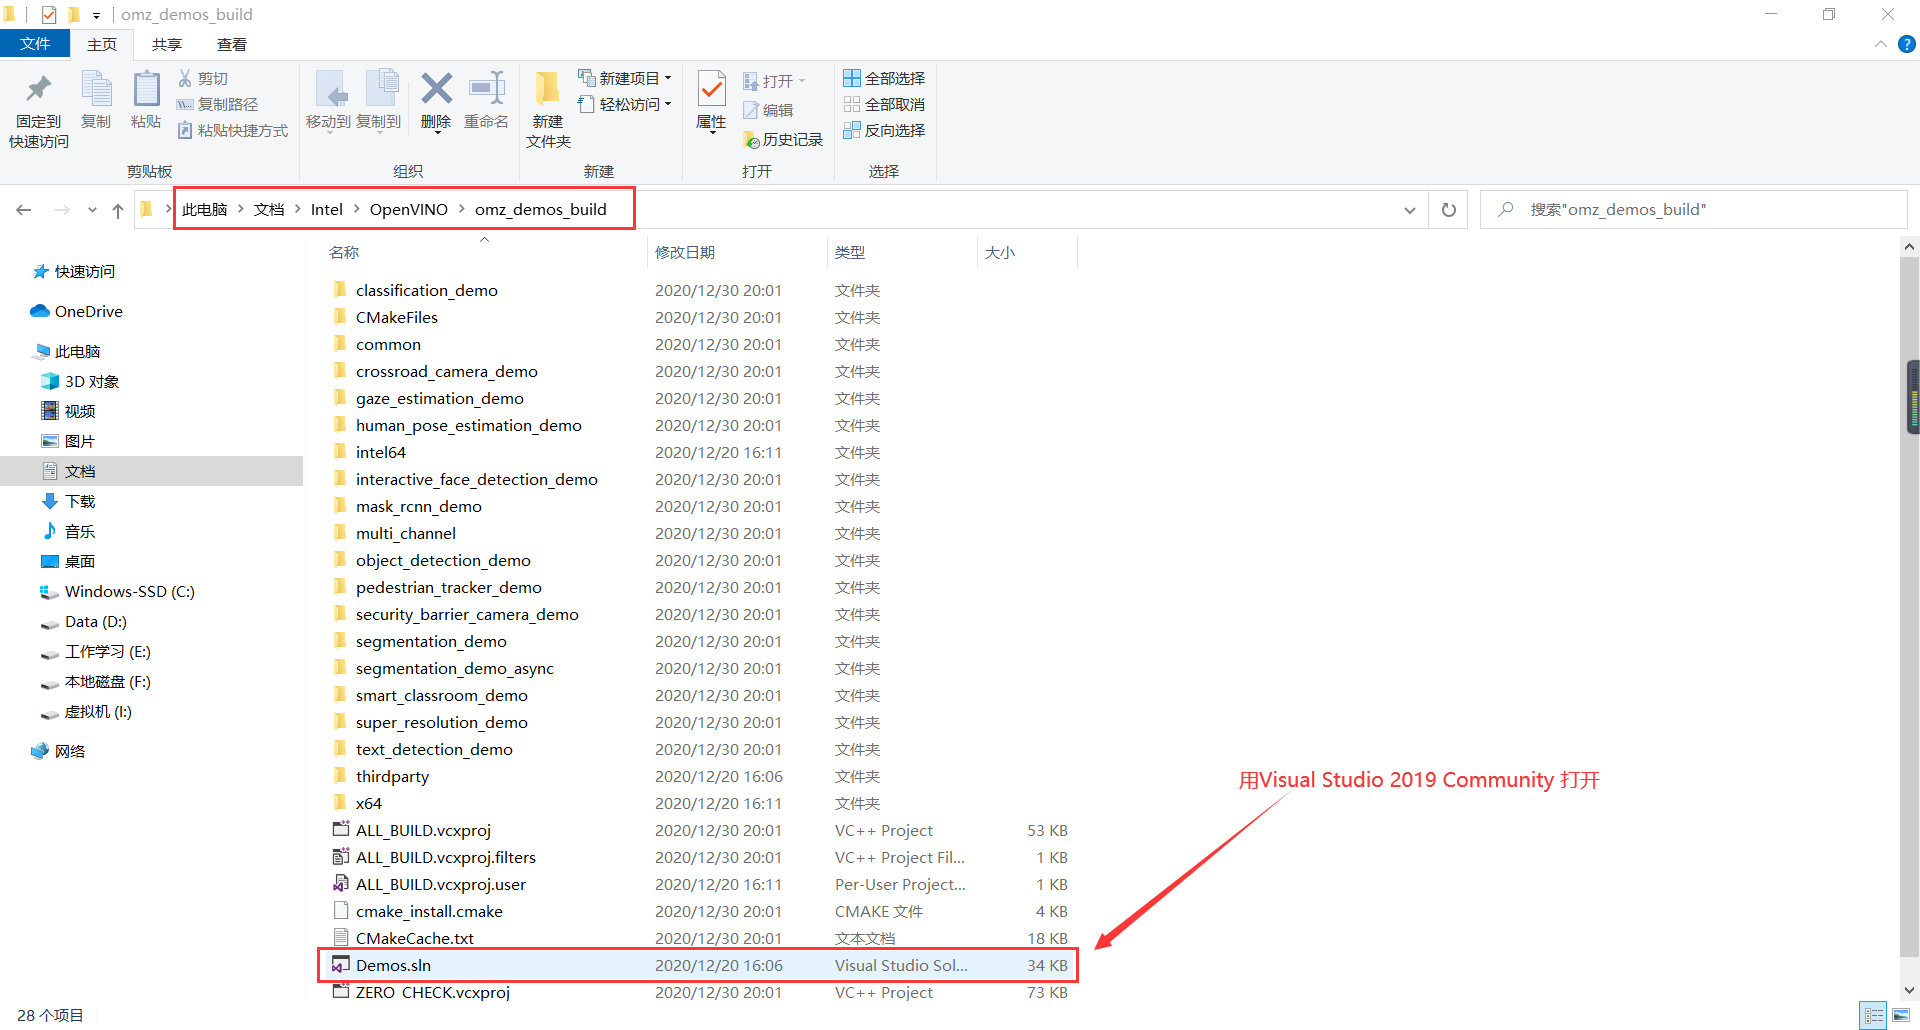 omz_demos_build
文件 主页 共享 查看
固定到
快速访问
复制
粘贴
剪切
复制路径
粘贴快捷方式
剪贴板
移动到
复制到
删除
重命名
组织
新建
文件夹
新建项目
轻松访问
新建
属性
打开
编辑
历史记录
打开
全部选择
全部取消
反向选择
选择
此电脑 > 文档 > Intel > OpenVINO > omz_demos_build
搜索"omz_demos_build"
快速访问
OneDrive
此电脑
3D 对象
视频
图片
文档
下载
音乐
桌面
Windows-SSD (C:)
Data (D:)
工作学习 (E:)
本地磁盘 (F:)
虚拟机 (I:)
网络
名称 修改日期 类型 大小
classification_demo 2020/12/30 20:01 文件夹
CMakeFiles 2020/12/30 20:01 文件夹
common 2020/12/30 20:01 文件夹
crossroad_camera_demo 2020/12/30 20:01 文件夹
gaze_estimation_demo 2020/12/30 20:01 文件夹
human_pose_estimation_demo 2020/12/30 20:01 文件夹
intel64 2020/12/20 16:11 文件夹
interactive_face_detection_demo 2020/12/30 20:01 文件夹
mask_rcnn_demo 2020/12/30 20:01 文件夹
multi_channel 2020/12/30 20:01 文件夹
object_detection_demo 2020/12/30 20:01 文件夹
pedestrian_tracker_demo 2020/12/30 20:01 文件夹
security_barrier_camera_demo 2020/12/30 20:01 文件夹
segmentation_demo 2020/12/30 20:01 文件夹
segmentation_demo_async 2020/12/30 20:01 文件夹
smart_classroom_demo 2020/12/30 20:01 文件夹
super_resolution_demo 2020/12/30 20:01 文件夹
text_detection_demo 2020/12/30 20:01 文件夹
thirdparty 2020/12/20 16:06 文件夹
x64 2020/12/20 16:11 文件夹
ALL_BUILD.vcxproj 2020/12/30 20:01 VC++ Project 53 KB
ALL_BUILD.vcxproj.filters 2020/12/30 20:01 VC++ Project Fil... 1 KB
ALL_BUILD.vcxproj.user 2020/12/20 16:11 Per-User Project... 1 KB
cmake_install.cmake 2020/12/30 20:01 CMAKE 文件 4 KB
CMakeCache.txt 2020/12/30 20:01 文本文档 18 KB
Demos.sln 2020/12/20 16:06 Visual Studio Sol... 34 KB
ZERO_CHECK.vcxproj 2020/12/30 20:01 VC++ Project 73 KB
用Visual Studio 2019 Community 打开
28 个项目